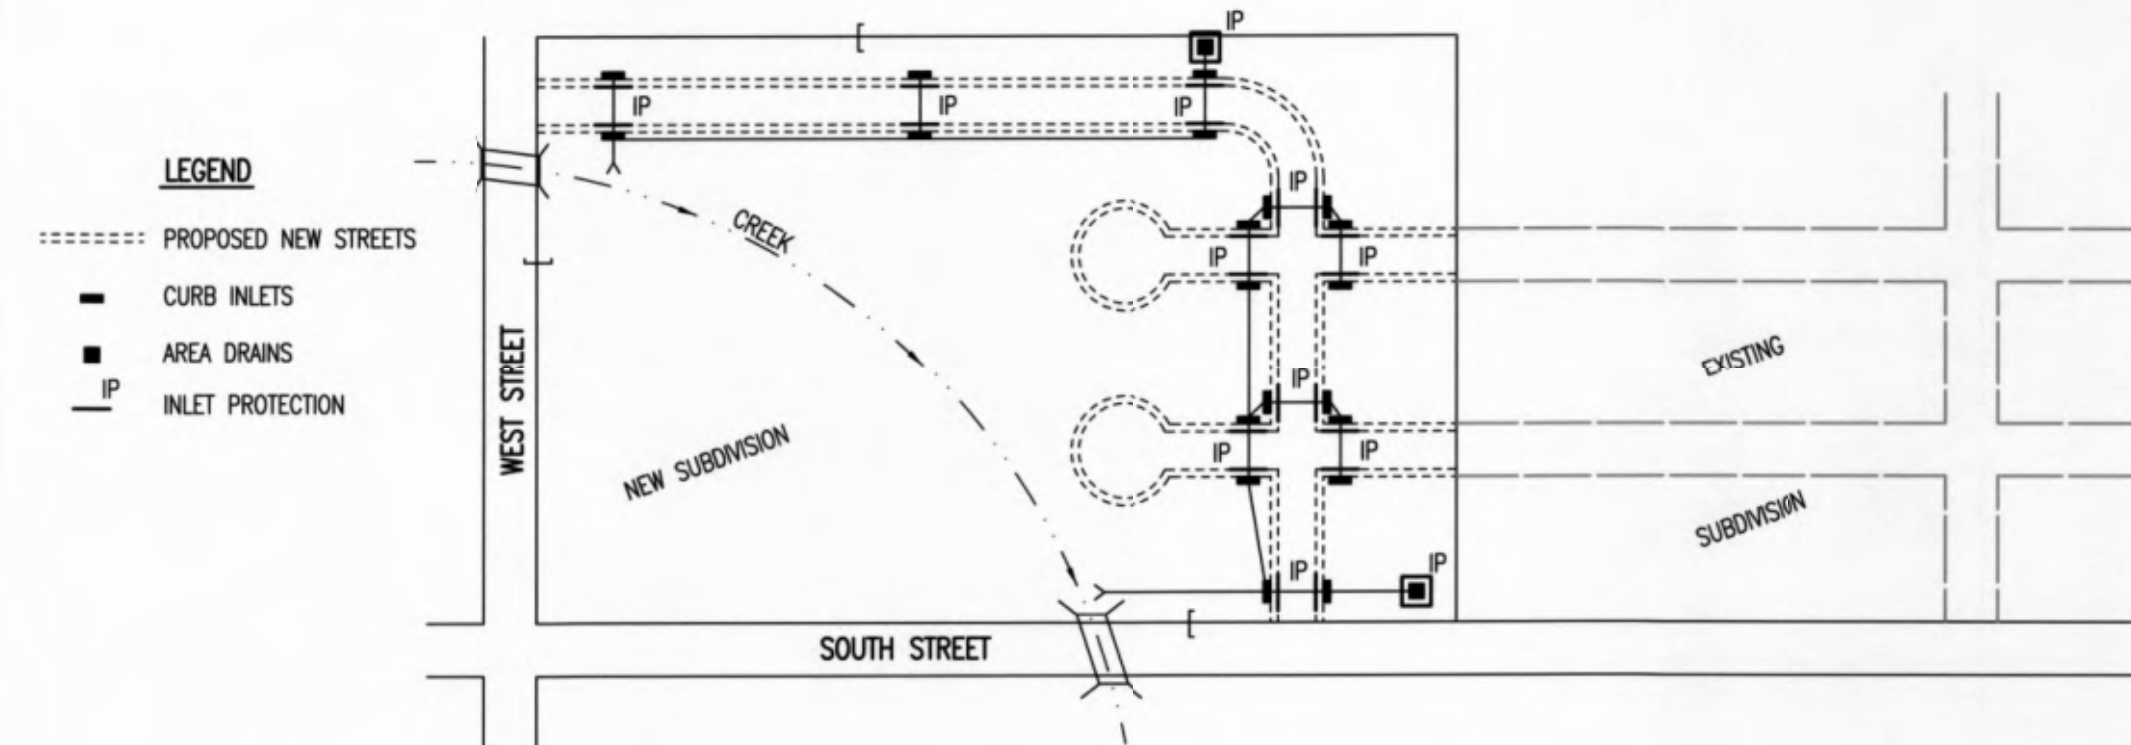 IP
IP
IP
IP
LEGEND
IP
CREEK
PROPOSED NEW STREETS
IP
IP
CURB INLETS
AREA DRAINS
EXISTING
IP
IP
INLET PROTECTION
WEST STREET
IP
IP
NEW SUBDIVISION
SUBDIVISION
IP
IP
SOUTH STREET